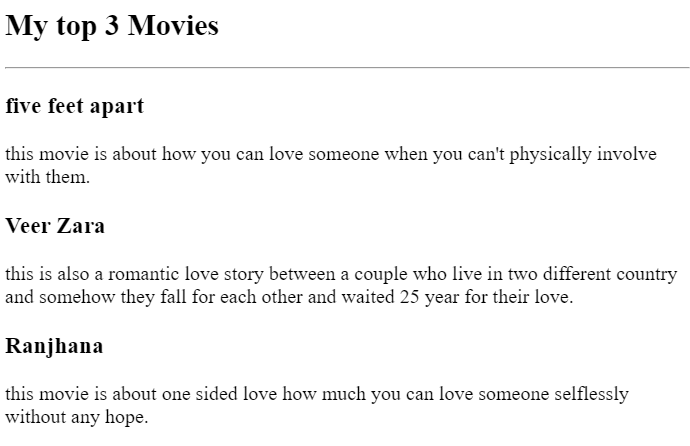 My top 3 Movies
five feet apart
this movie is about how you can love someone when you can't physically involve
with them.
Veer Zara
this is also a romantic love story between a couple who live in two different country
and somehow they fall for each other and waited 25 year for their love.
Ranjhana
this movie is about one sided love how much you can love someone selflessly
without any hope.